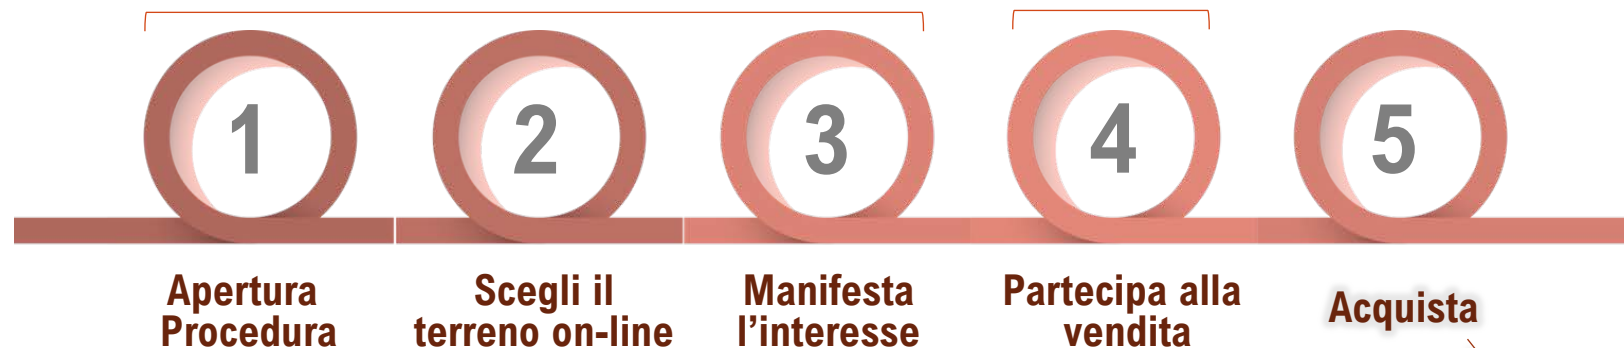 1 2 3 4 5
Apertura
Procedura
Scegli il
terreno on-line
Manifesta
l’interesse
Partecipa alla
vendita
Acquista